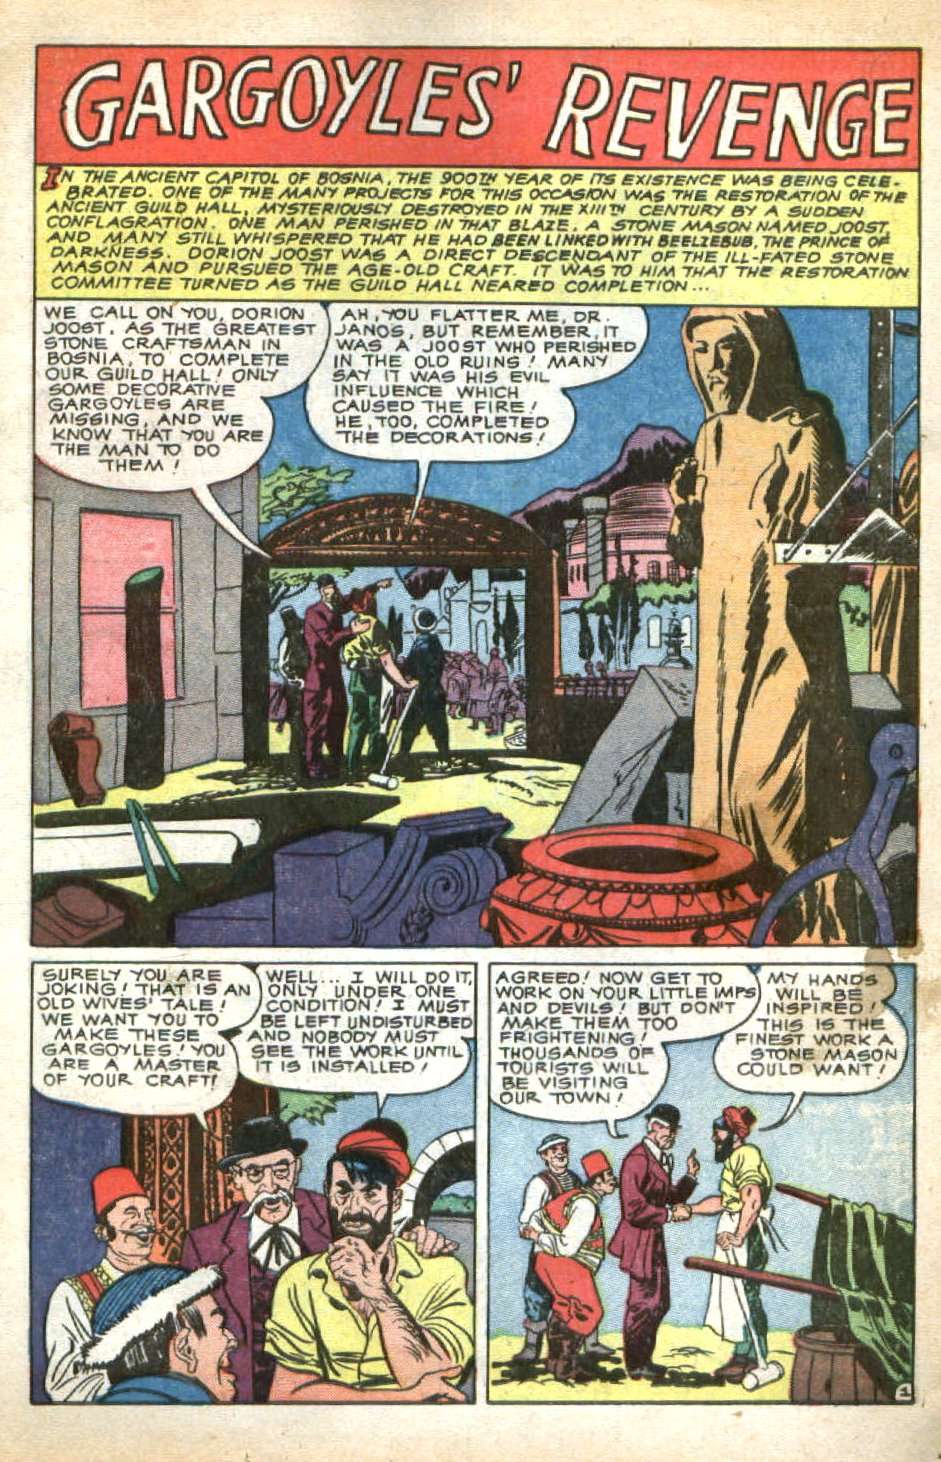 GARGOYLES' REVENGE
IN THE ANCIENT CAPITOL OF BOSNIA, THE 900TH YEAR OF ITS EXISTENCE WAS BEING CELE-
BRATED. ONE OF THE MANY PROJECTS FOR THIS OCCASION WAS THE RESTORATION OF THE
ANCIENT GUILD HALL, MYSTERIOUSLY DESTROYED IN THE XIIITH CENTURY BY A SUDDEN
CONFLAGRATION. ONE MAN PERISHED IN THAT BLAZE, A STONE MASON NAMED JOOST,
AND MANY STILL WHISPERED THAT HE HAD BEEN LINKED WITH BEELZEBUB, THE PRINCE OF
DARKNESS. DORION JOOST WAS A DIRECT DESCENDANT OF THE ILL-FATED STONE
MASON AND PURSUED THE AGE-OLD CRAFT. IT WAS TO HIM THAT THE RESTORATION
COMMITTEE TURNED AS THE GUILD HALL NEARED COMPLETION...
WE CALL ON YOU, DORION
JOOST, AS THE GREATEST
STONE CRAFTSMAN IN
BOSNIA, TO COMPLETE
OUR GUILD HALL! ONLY
SOME DECORATIVE
GARGOYLES ARE
MISSING, AND WE
KNOW THAT YOU ARE
THE MAN TO DO
THEM!
AH, YOU FLATTER ME, DR.
JANOS, BUT REMEMBER, IT
WAS A JOOST WHO PERISHED
IN THE OLD RUINS! MANY
SAY IT WAS HIS EVIL
INFLUENCE WHICH
CAUSED THE FIRE!
HE, TOO, COMPLETED
THE DECORATIONS!
SURELY YOU ARE
JOKING! THAT IS AN
OLD WIVES' TALE!
WE WANT YOU TO
MAKE THESE
GARGOYLES! YOU
ARE A MASTER
OF YOUR CRAFT!
WELL... I WILL DO IT,
ONLY UNDER ONE
CONDITION! I MUST
BE LEFT UNDISTURBED
AND NOBODY MUST
SEE THE WORK UNTIL
IT IS INSTALLED!
AGREED! NOW GET TO
WORK ON YOUR LITTLE IMPS
AND DEVILS! BUT DON'T
MAKE THEM TOO
FRIGHTENING!
THOUSANDS OF
TOURISTS WILL
BE VISITING
OUR TOWN!
MY HANDS
WILL BE
INSPIRED!
THIS IS THE
FINEST WORK A
STONE MASON
COULD WANT!
1